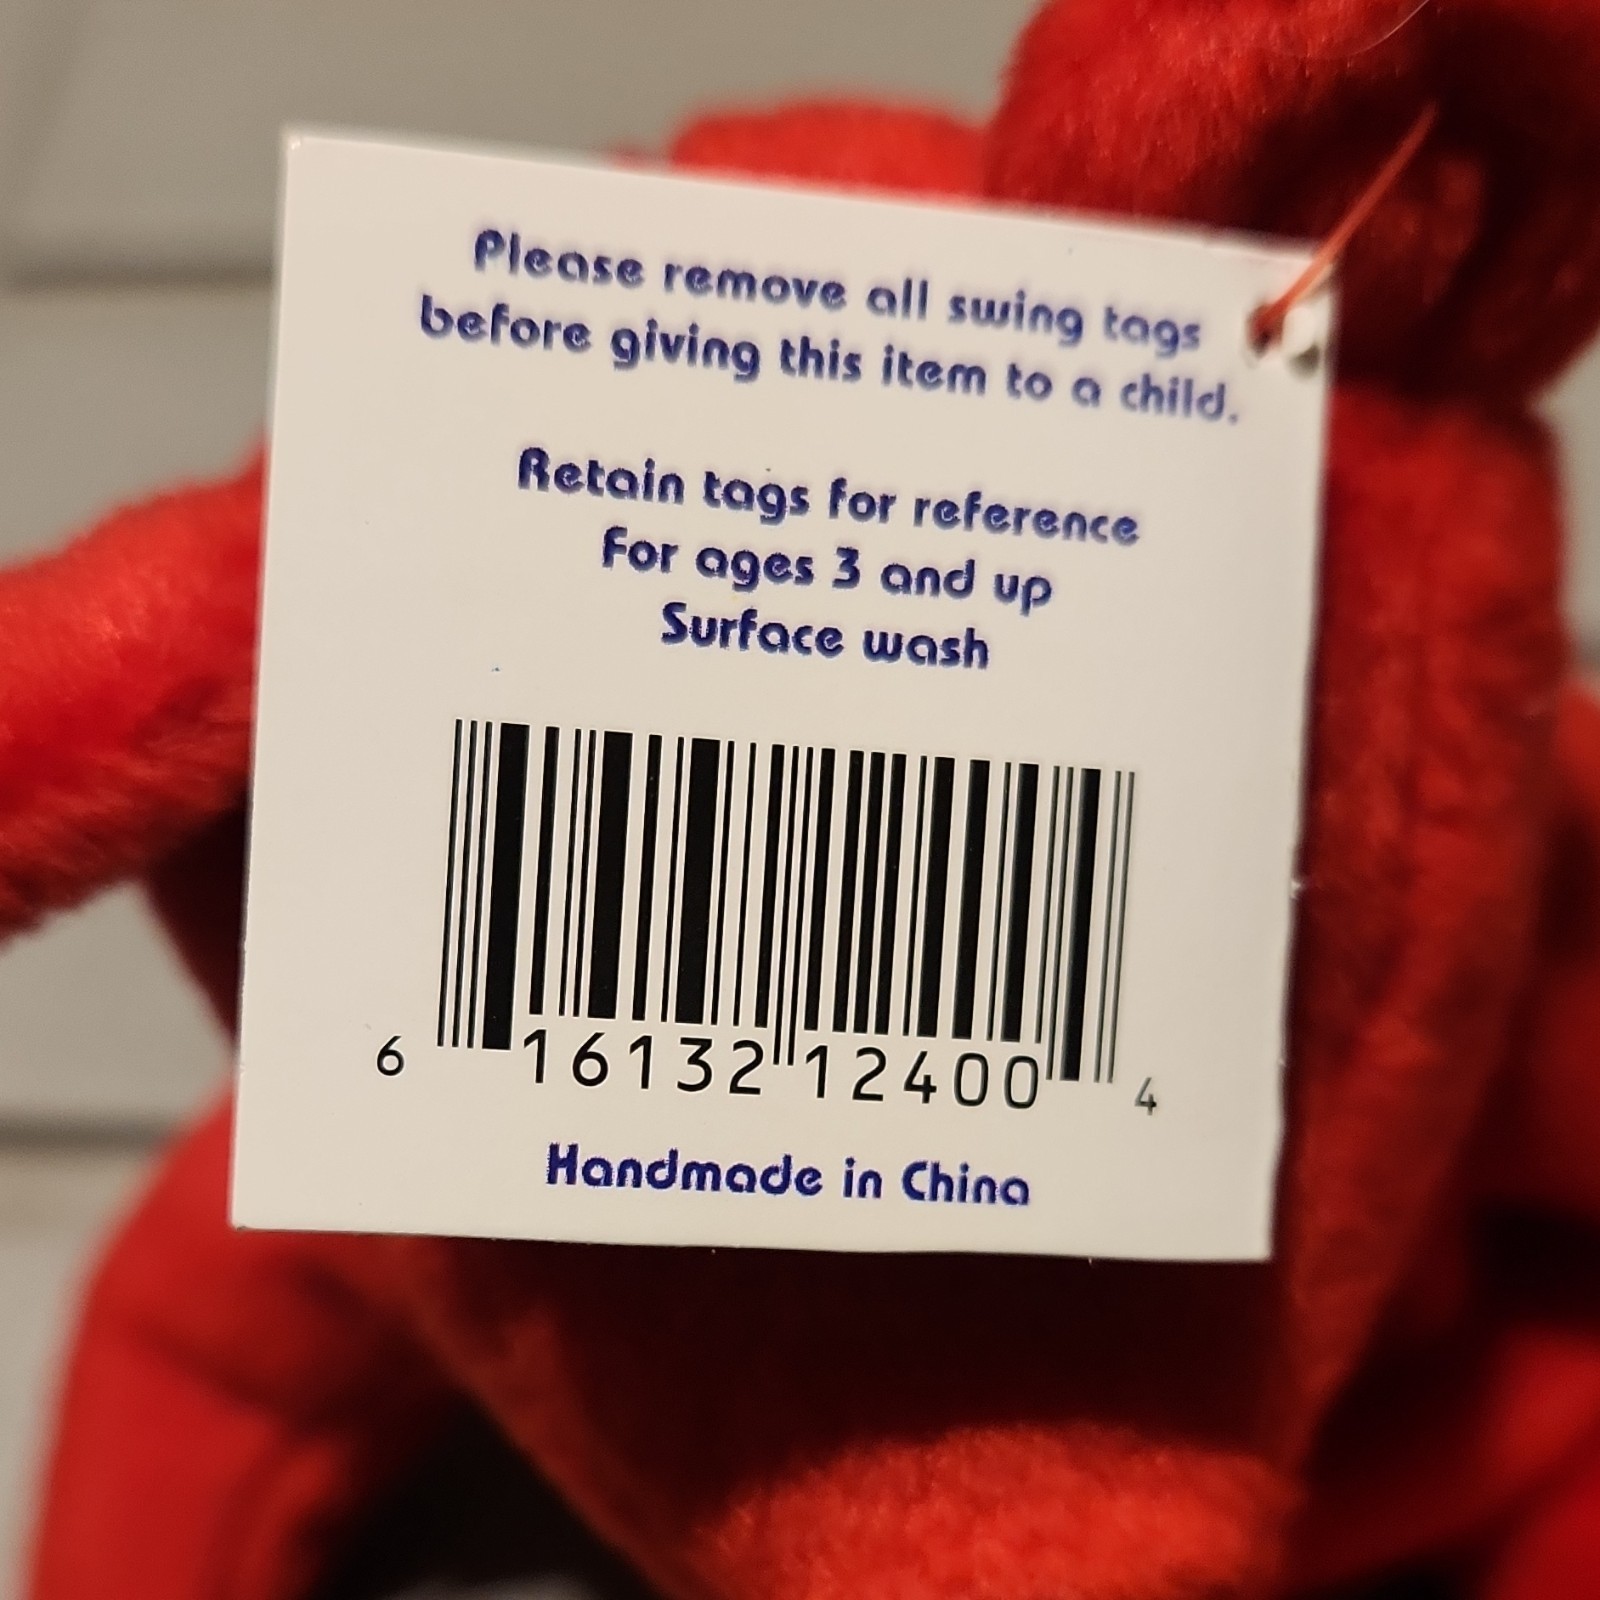 Please remove all swing tags
before giving this item to a child.
Retain tags for reference
For ages 3 and up
Surface wash
6 16132 12400 4
Handmade in China